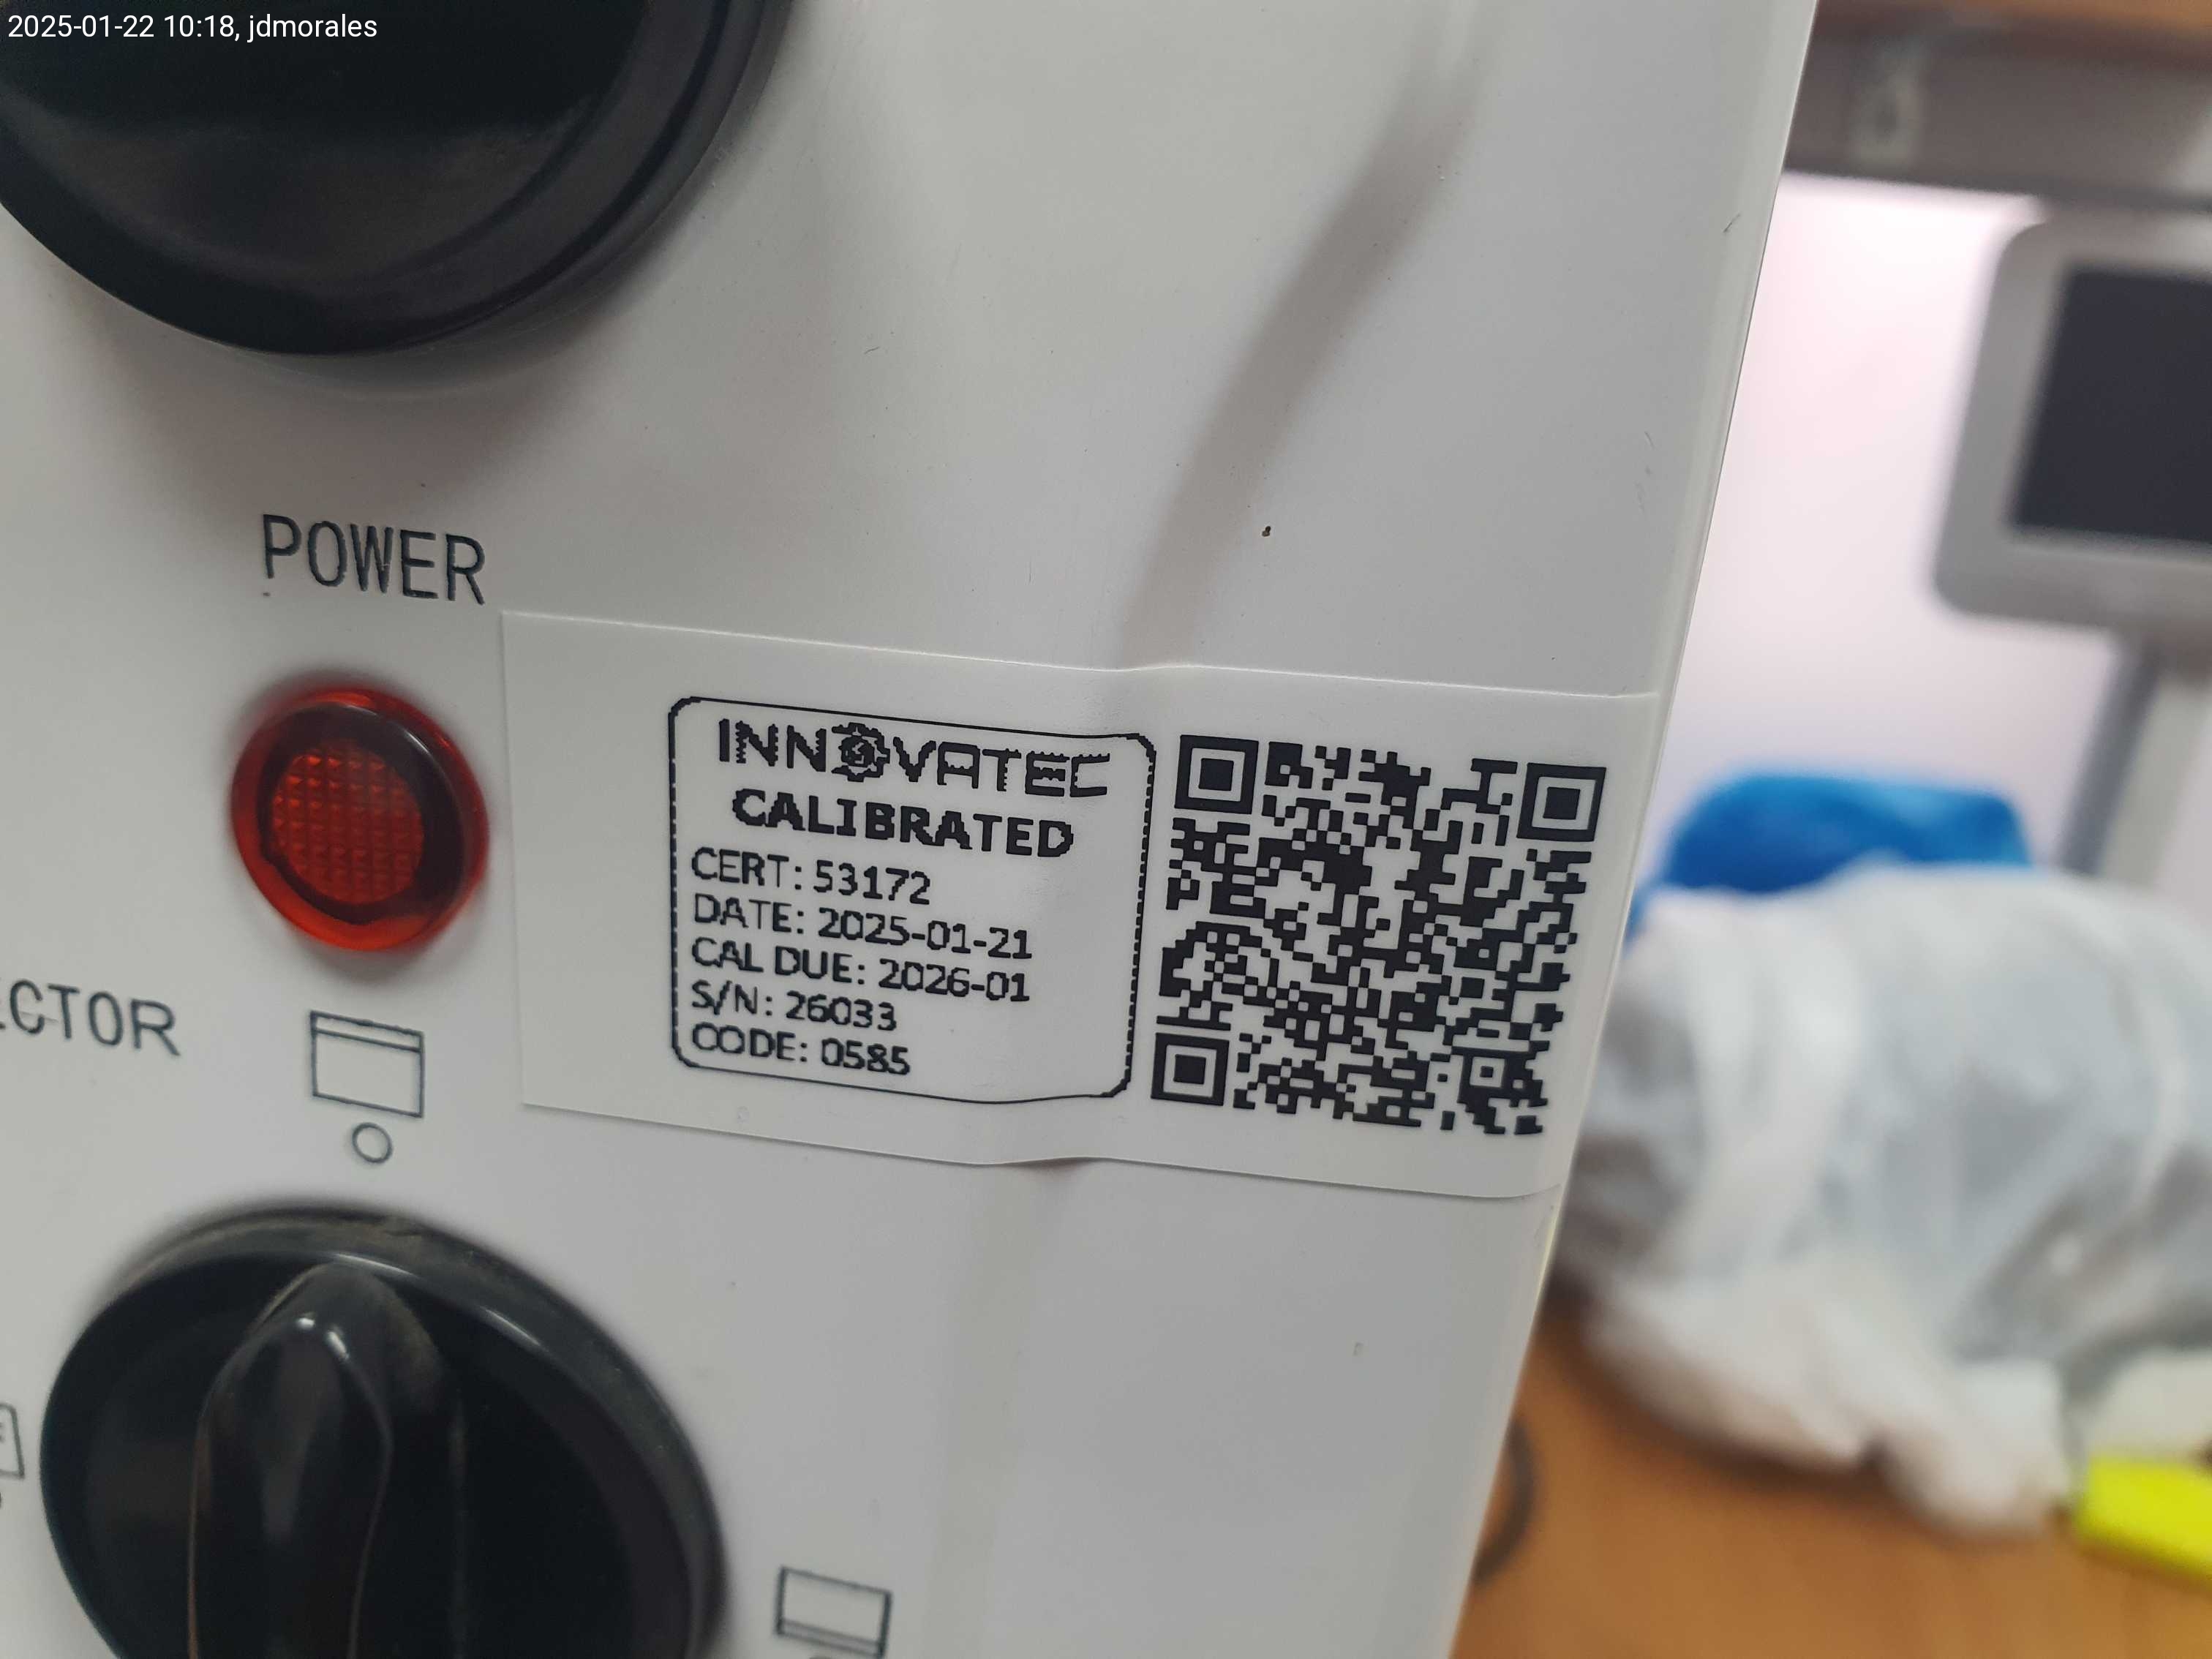 2025-01-22 10:18, jdmorales
POWER
INNOVATEC
CALIBRATED
CERT: 53172
DATE: 2025-01-21
CAL DUE: 2026-01
S/N: 26033
CODE: 0585
ECTOR